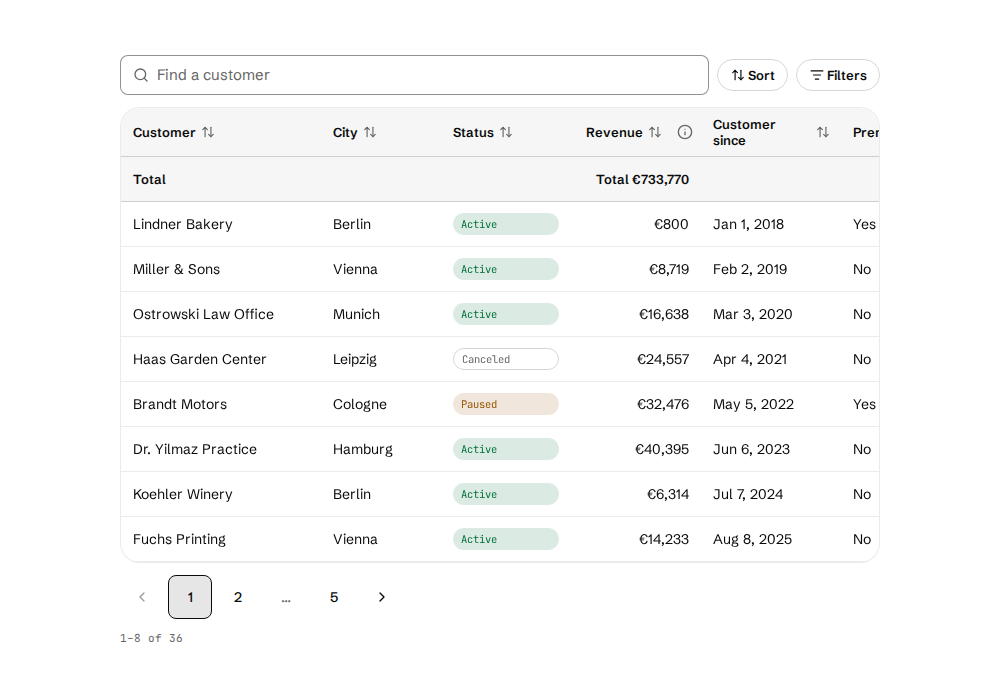 Find a customer
Sort
Filters
Customer City Status Revenue Customer since
Total Total €733,770
Lindner Bakery Berlin Active €800 Jan 1, 2018 Yes
Miller & Sons Vienna Active €8,719 Feb 2, 2019 No
Ostrowski Law Office Munich Active €16,638 Mar 3, 2020 No
Haas Garden Center Leipzig Canceled €24,557 Apr 4, 2021 No
Brandt Motors Cologne Paused €32,476 May 5, 2022 Yes
Dr. Yilmaz Practice Hamburg Active €40,395 Jun 6, 2023 No
Koehler Winery Berlin Active €6,314 Jul 7, 2024 No
Fuchs Printing Vienna Active €14,233 Aug 8, 2025 No
1 2 … 5
1–8 of 36